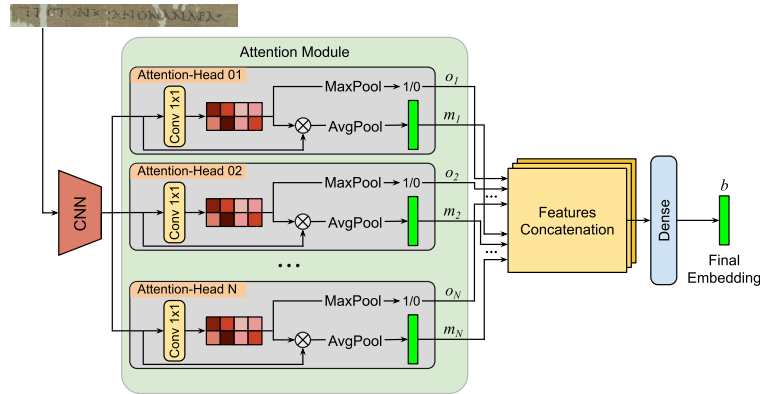 Attention Module
Attention-Head 01
Conv 1x1
MaxPool
1/0
o1
AvgPool
m1
Attention-Head 02
Conv 1x1
MaxPool
1/0
o2
AvgPool
m2
...
...
...
Attention-Head N
Conv 1x1
MaxPool
1/0
oN
AvgPool
mN
CNN
Features
Concatenation
Dense
b
Final
Embedding